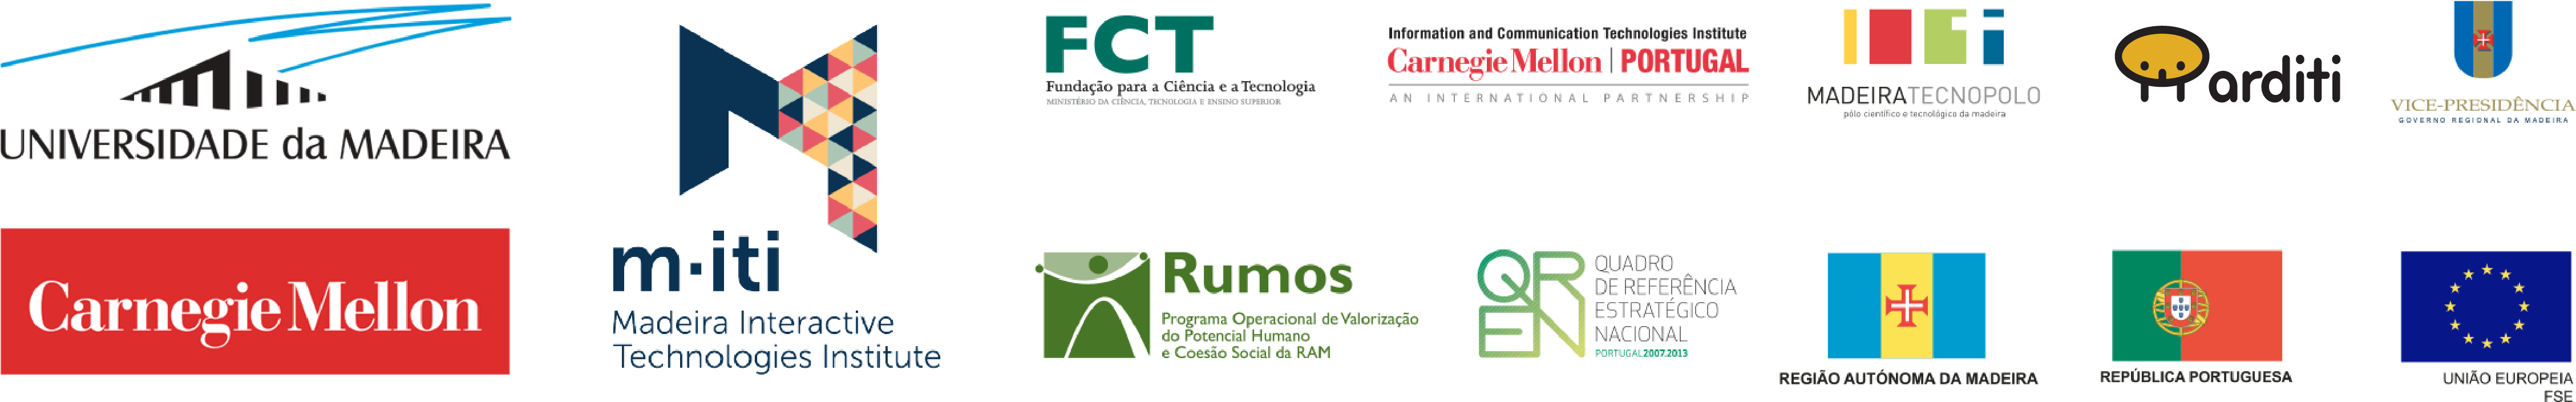 UNIVERSIDADE da MADEIRA
Carnegie Mellon
m·iti
Madeira Interactive
Technologies Institute
FCT
Fundação para a Ciência e a Tecnologia
MINISTÉRIO DA CIÊNCIA, TECNOLOGIA E ENSINO SUPERIOR
Information and Communication Technologies Institute
Carnegie Mellon | PORTUGAL
AN INTERNATIONAL PARTNERSHIP
MADEIRATECNOPOLO
pólo científico e tecnológico da madeira
arditi
VICE-PRESIDÊNCIA
GOVERNO REGIONAL DA MADEIRA
Rumos
Programa Operacional de Valorização
do Potencial Humano
e Coesão Social da RAM
QR
EN
QUADRO
DE REFERÊNCIA
ESTRATÉGICO
NACIONAL
PORTUGAL2007.2013
REGIÃO AUTÓNOMA DA MADEIRA
REPÚBLICA PORTUGUESA
UNIÃO EUROPEIA
FSE